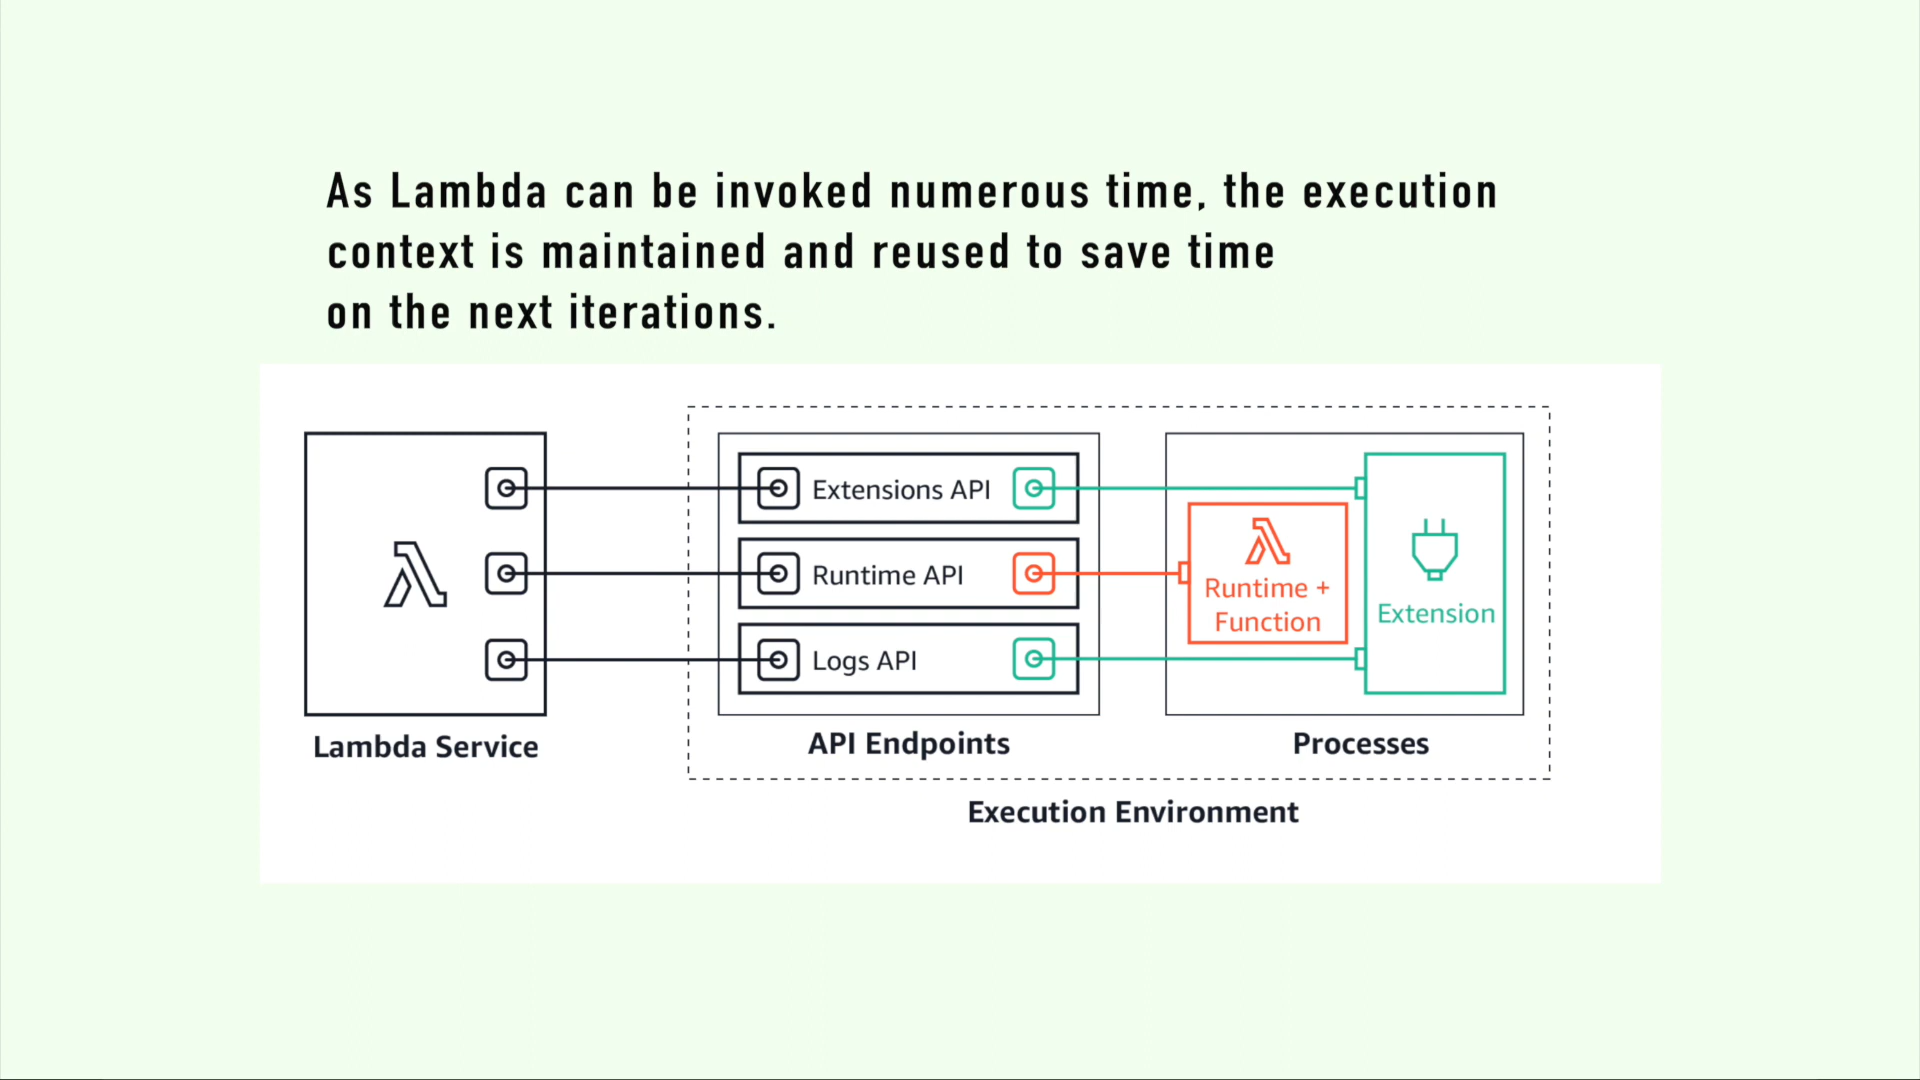 As Lambda can be invoked numerous time, the execution
context is maintained and reused to save time
on the next iterations.
Extensions API
Runtime API
Logs API
Runtime +
Function
Extension
Lambda Service
API Endpoints
Processes
Execution Environment